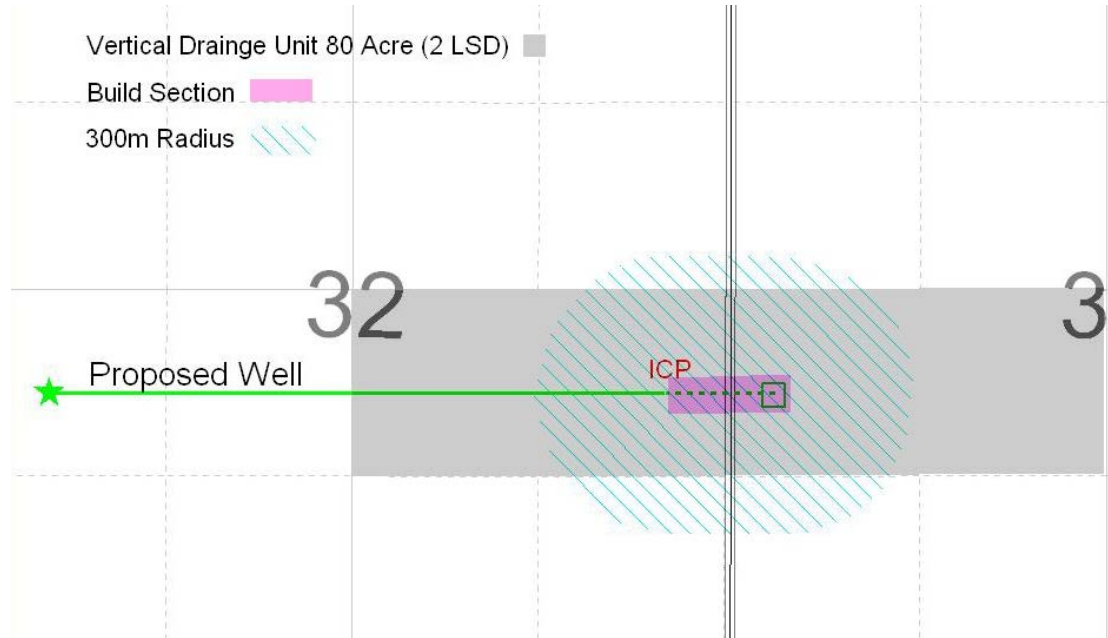 Vertical Drainge Unit 80 Acre (2 LSD)
Build Section
300m Radius
32
3
ICP
Proposed Well